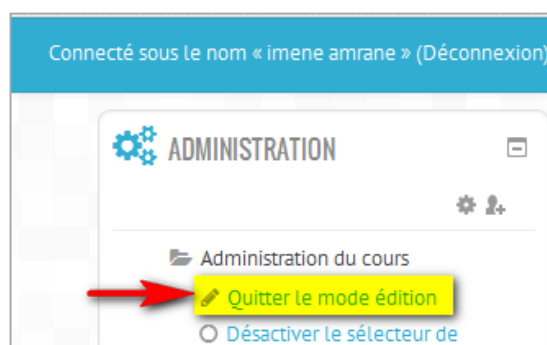 Connecté sous le nom « imene amrane » (Déconnexion)
ADMINISTRATION
Administration du cours
Quitter le mode édition
Désactiver le sélecteur de